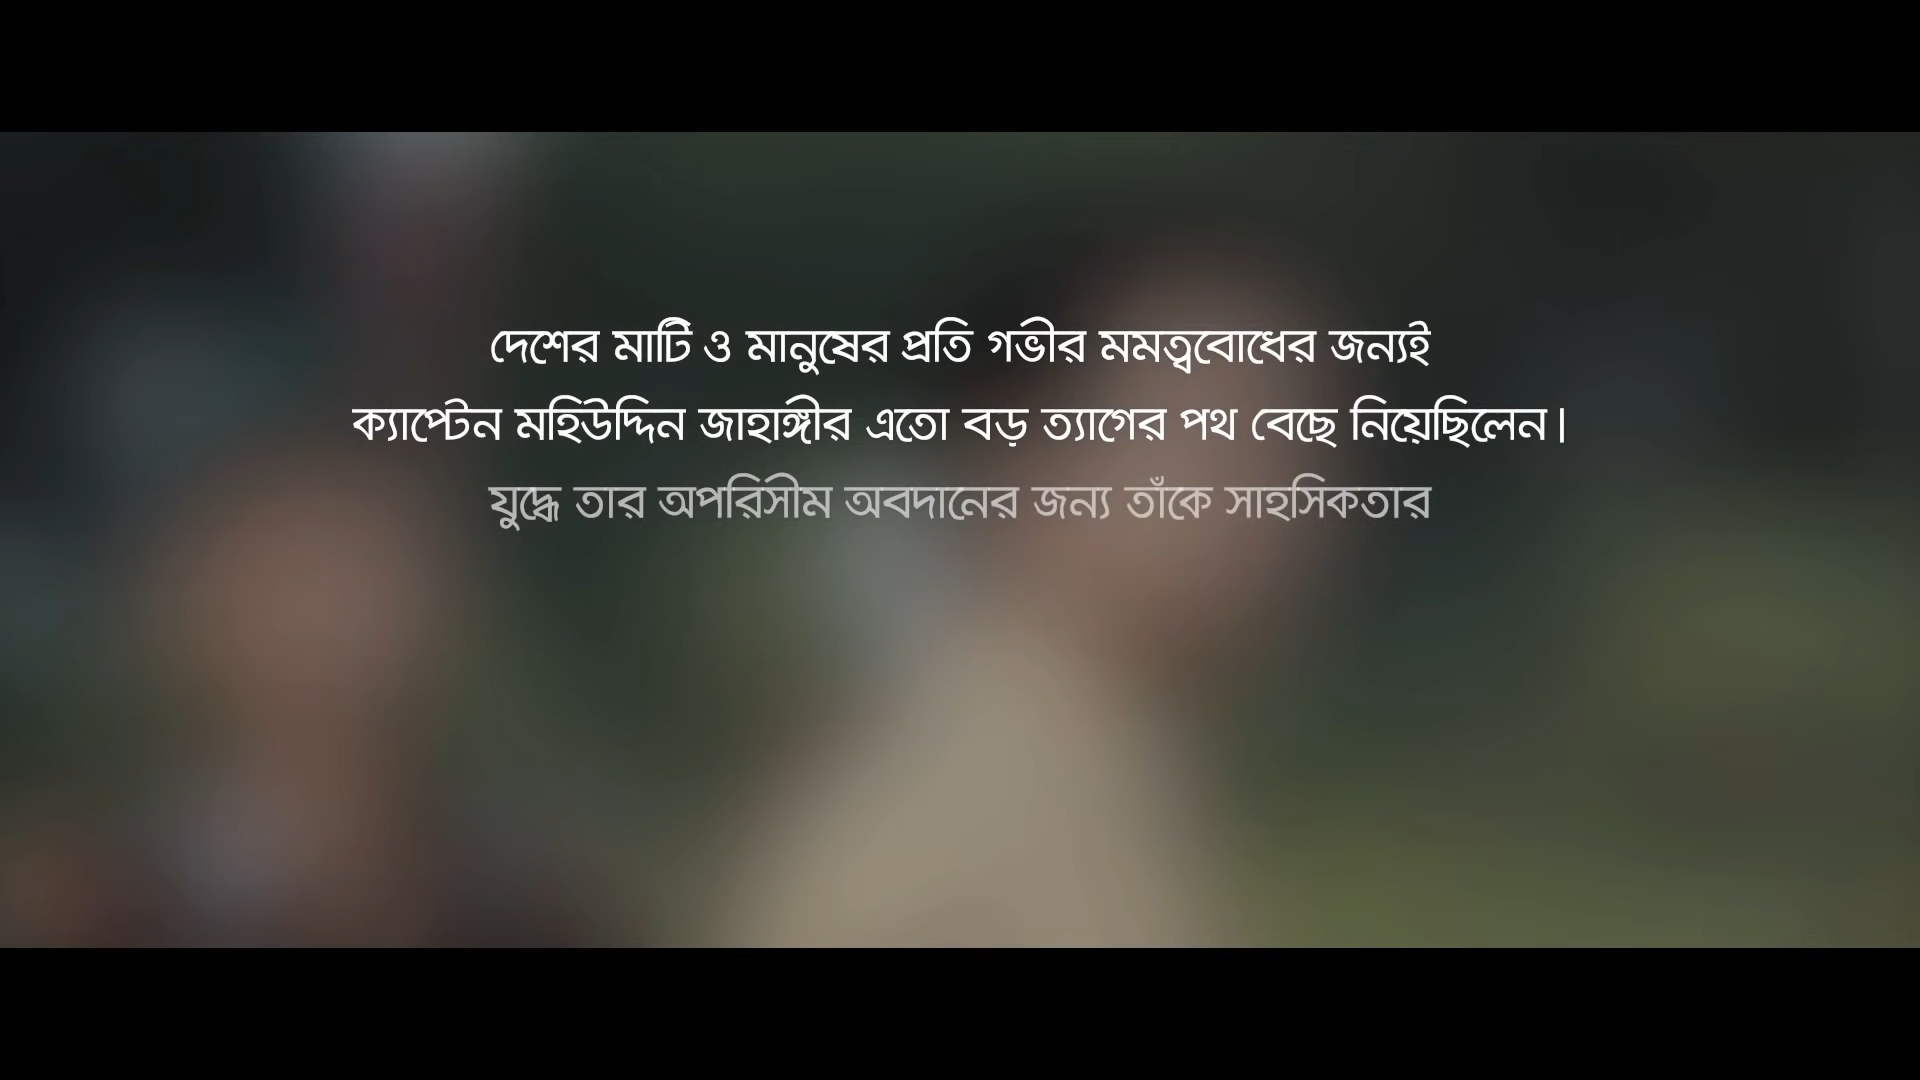 দেশের মাটি ও মানুষের প্রতি গভীর মমত্ববোধের জন্যই
ক্যাপ্টেন মহিউদ্দিন জাহাঙ্গীর এতো বড় ত্যাগের পথ বেছে নিয়েছিলেন।
যুদ্ধে তার অপরিসীম অবদানের জন্য তাঁকে সাহসিকতার